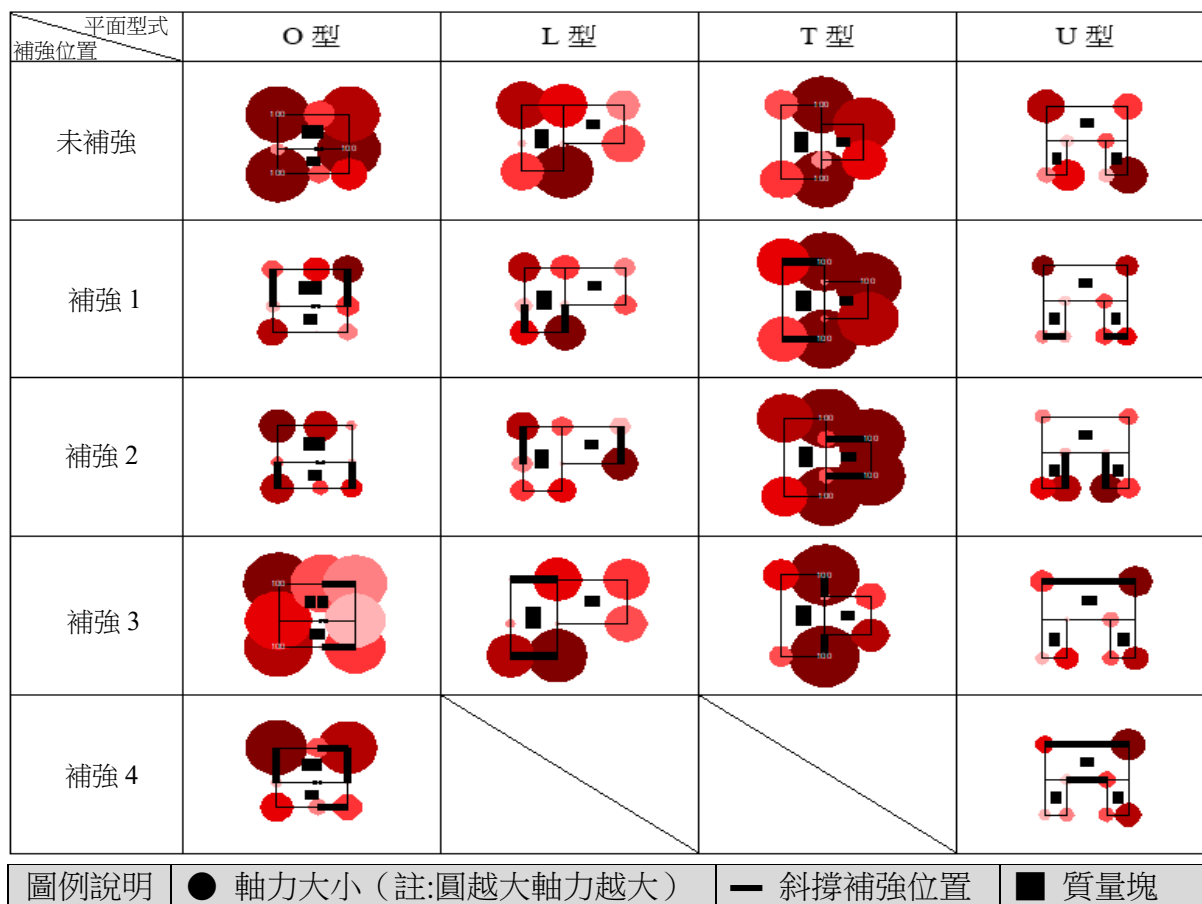 平面型式
補強位置
O 型
L 型
T 型
U 型
未補強
補強 1
補強 2
補強 3
補強 4
圖例說明
● 軸力大小（註:圓越大軸力越大）
斜撐補強位置
■ 質量塊